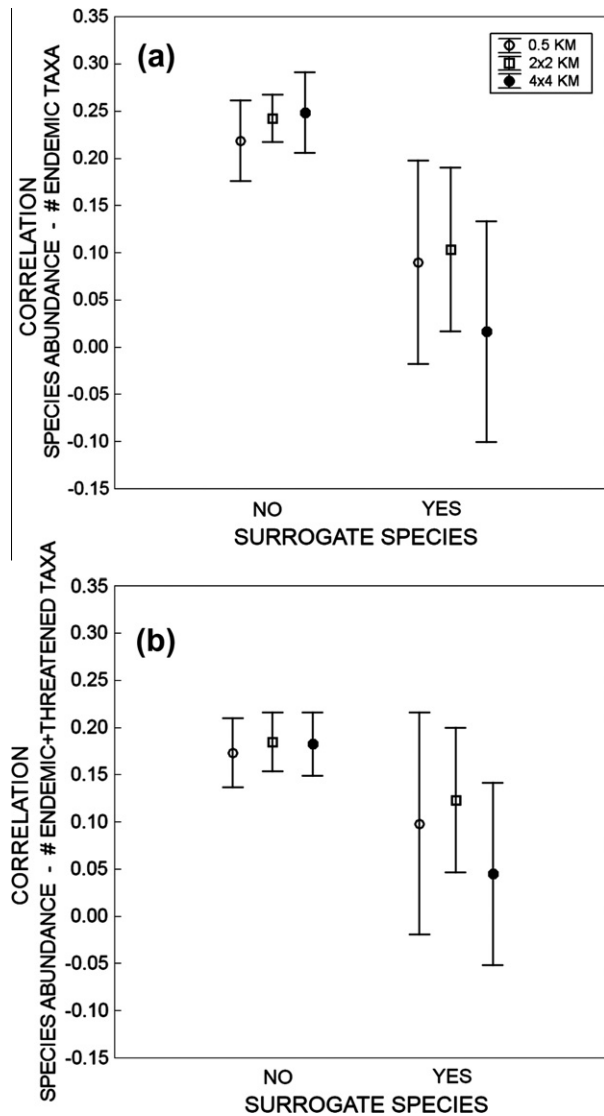 0.35
0.30
0.25
0.20
0.15
0.10
0.05
0.00
-0.05
-0.10
-0.15
CORRELATION
SPECIES ABUNDANCE - # ENDEMIC TAXA
(a)
0.5 KM
2x2 KM
4x4 KM
NO YES
SURROGATE SPECIES
0.35
0.30
0.25
0.20
0.15
0.10
0.05
0.00
-0.05
-0.10
-0.15
CORRELATION
SPECIES ABUNDANCE - # ENDEMIC+THREATENED TAXA
(b)
NO YES
SURROGATE SPECIES